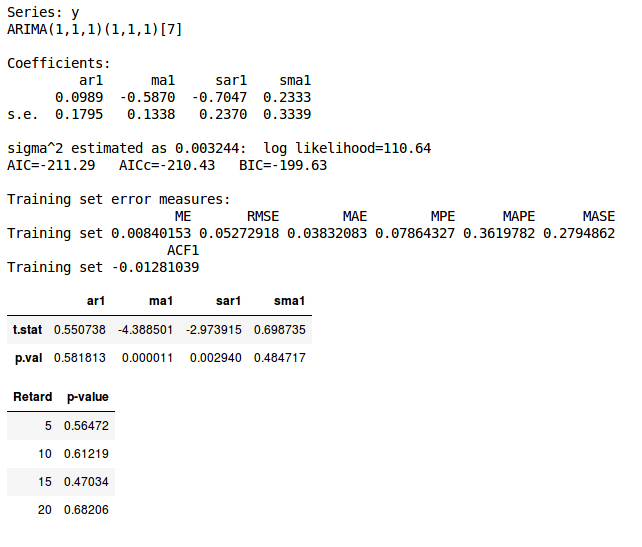 Series: y
ARIMA(1,1,1)(1,1,1)[7]
Coefficients:
ar1 ma1 sar1 sma1
0.0989 -0.5870 -0.7047 0.2333
s.e. 0.1795 0.1338 0.2370 0.3339
sigma^2 estimated as 0.003244: log likelihood=110.64
AIC=-211.29 AICc=-210.43 BIC=-199.63
Training set error measures:
ME RMSE MAE MPE MAPE MASE
Training set 0.00840153 0.05272918 0.03832083 0.07864327 0.3619782 0.2794862
ACF1
Training set -0.01281039
ar1 ma1 sar1 sma1
t.stat 0.550738 -4.388501 -2.973915 0.698735
p.val 0.581813 0.000011 0.002940 0.484717
Retard p-value
5 0.56472
10 0.61219
15 0.47034
20 0.68206